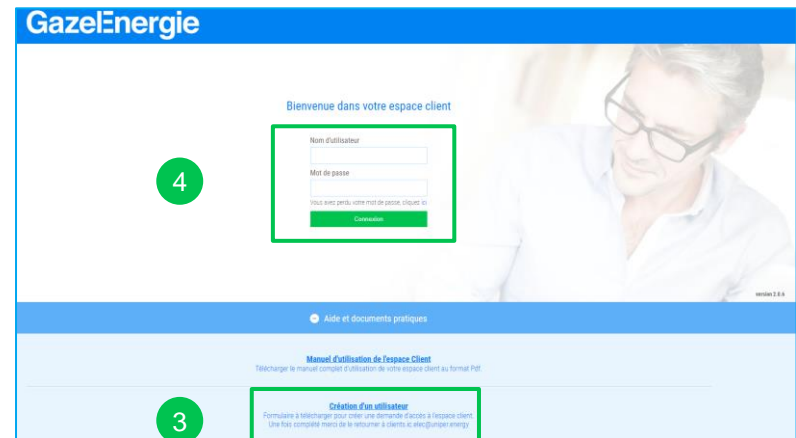 GazelEnergie
Bienvenue dans votre espace client
Nom d'utilisateur
Mot de passe
Vous avez perdu votre mot de passe, cliquez ici
Connexion
4
version 2.8.6
Aide et documents pratiques
Manuel d'utilisation de l'espace Client
Télécharger le manuel complet d'utilisation de votre espace client au format Pdf.
3
Création d'un utilisateur
Formulaire à télécharger pour créer une demande d'accès à l'espace client.
Une fois complété merci de le retourner à clients.ic.elec@uniper.energy